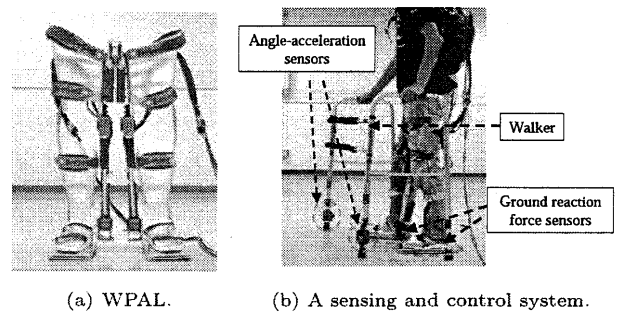 Angle-acceleration
sensors
Walker
Ground reaction
force sensors
(a) WPAL.
(b) A sensing and control system.